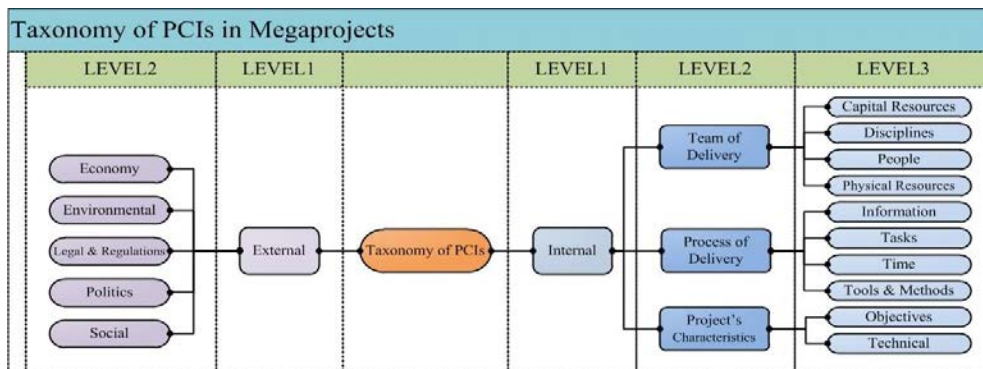 Taxonomy of PCIs in Megaprojects
LEVEL2
LEVEL1
LEVEL1
LEVEL2
LEVEL3
Economy
Environmental
Legal & Regulations
Politics
Social
External
Taxonomy of PCIs
Internal
Team of
Delivery
Process of
Delivery
Project's
Characteristics
Capital Resources
Disciplines
People
Physical Resources
Information
Tasks
Time
Tools & Methods
Objectives
Technical